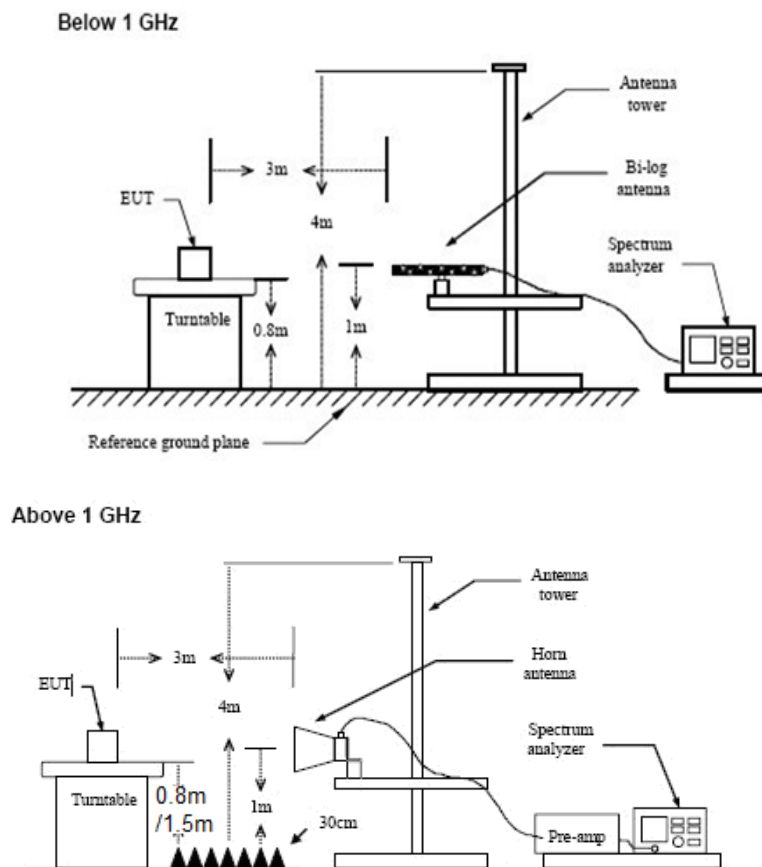 Below 1 GHz
Antenna
tower
3m
Bi-log
antenna
EUT
4m
Spectrum
analyzer
Turntable
0.8m
1m
Reference ground plane
Above 1 GHz
Antenna
tower
3m
Horn
antenna
EUT
4m
Spectrum
analyzer
Turntable
0.8m
/1.5m
1m
30cm
Pre-amp